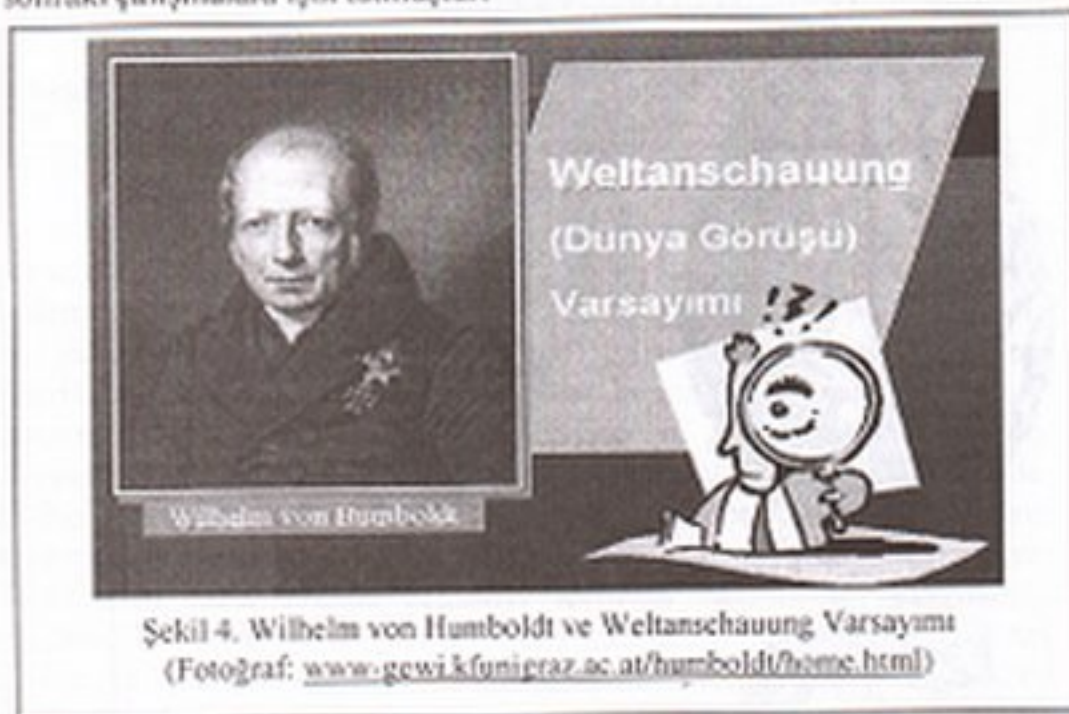 Weltanschauung
(Dünya Görüşü)
Varsayımı
!?!
Wilhelm von Humboldt
Şekil 4. Wilhelm von Humboldt ve Weltanschauung Varsayımı
(Fotoğraf: www-gewi.kfunigraz.ac.at/humboldt/home.html)